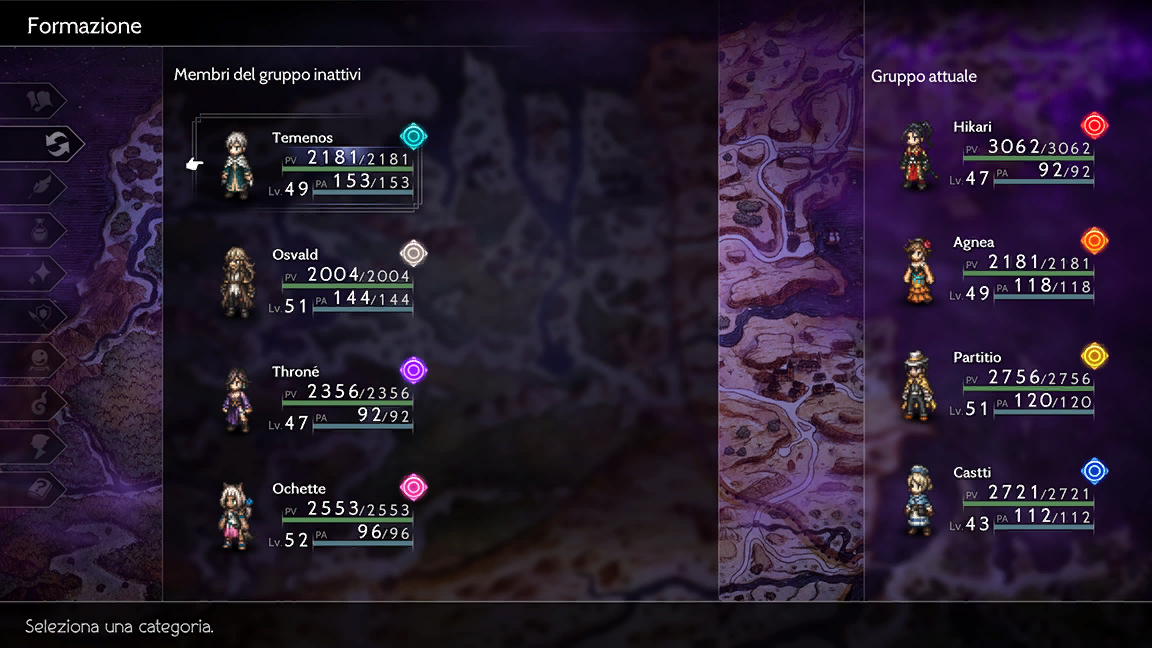 Formazione
Membri del gruppo inattivi
Temenos
PV 2181/2181
Lv. 49 PA 153/153
Osvald
PV 2004/2004
Lv. 51 PA 144/144
Throné
PV 2356/2356
Lv. 47 PA 92/92
Ochette
PV 2553/2553
Lv. 52 PA 96/96
Gruppo attuale
Hikari
PV 3062/3062
Lv. 47 PA 92/92
Agnea
PV 2181/2181
Lv. 49 PA 118/118
Partitio
PV 2756/2756
Lv. 51 PA 120/120
Castti
PV 2721/2721
Lv. 43 PA 112/112
Seleziona una categoria.